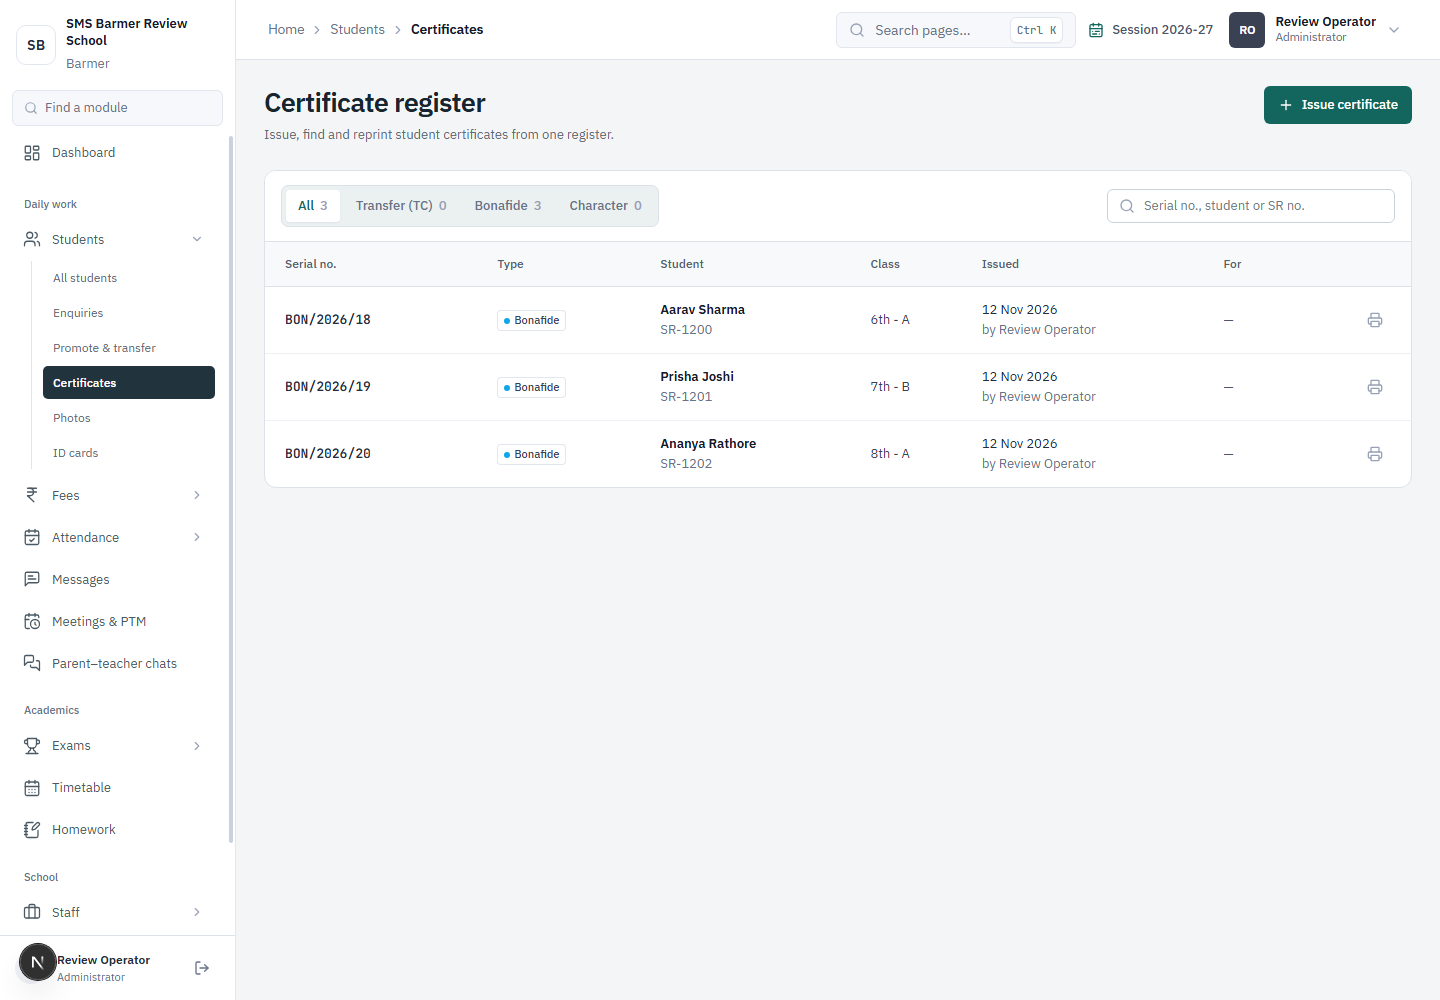 SB
SMS Barmer Review
School
Barmer
Find a module
Dashboard
Daily work
Students
All students
Enquiries
Promote & transfer
Certificates
Photos
ID cards
Fees
Attendance
Messages
Meetings & PTM
Parent–teacher chats
Academics
Exams
Timetable
Homework
School
Staff
N
Review Operator
Administrator
Home > Students > Certificates
Search pages...
Ctrl K
Session 2026-27
RO
Review Operator
Administrator
Certificate register
Issue, find and reprint student certificates from one register.
+ Issue certificate
All 3
Transfer (TC) 0
Bonafide 3
Character 0
Serial no., student or SR no.
Serial no. Type Student Class Issued For
BON/2026/18 Bonafide Aarav Sharma 6th - A 12 Nov 2026 —
SR-1200 by Review Operator
BON/2026/19 Bonafide Prisha Joshi 7th - B 12 Nov 2026 —
SR-1201 by Review Operator
BON/2026/20 Bonafide Ananya Rathore 8th - A 12 Nov 2026 —
SR-1202 by Review Operator